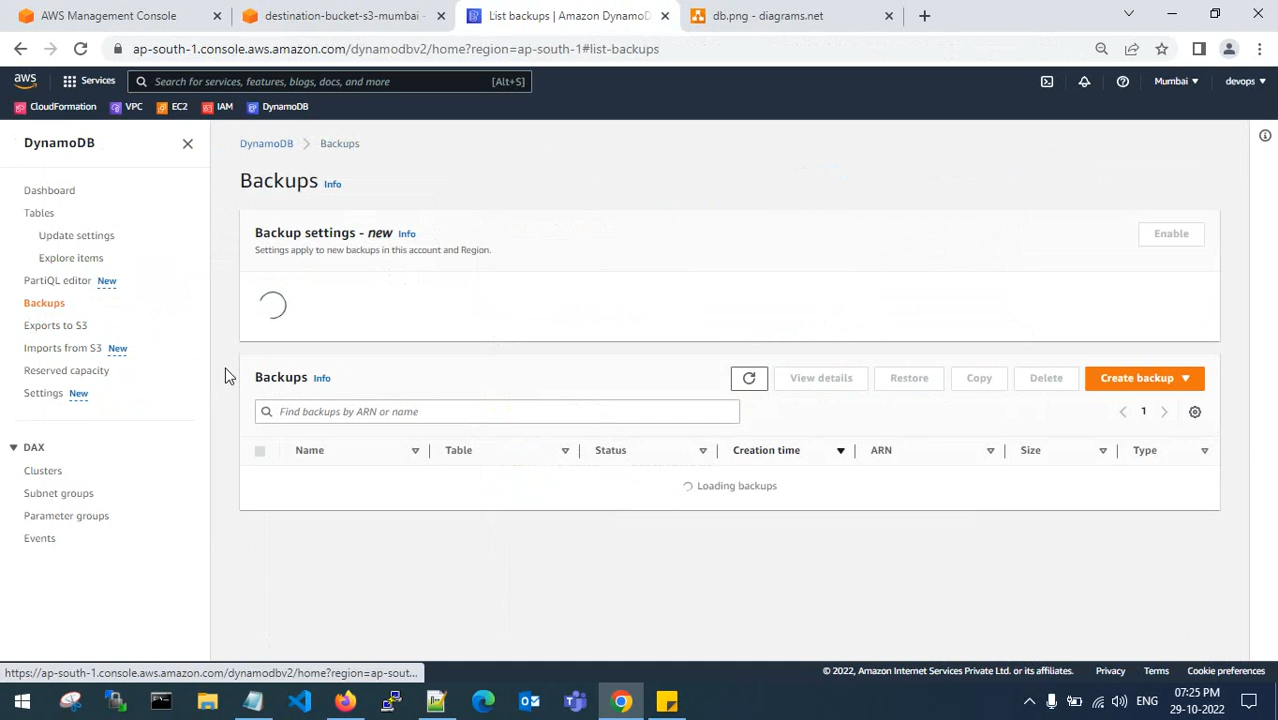 AWS Management Console
destination-bucket-s3-mumbai -
List backups | Amazon DynamoD
db.png - diagrams.net
ap-south-1.console.aws.amazon.com/dynamodbv2/home?region=ap-south-1#list-backups
aws
Services
Search for services, features, blogs, docs, and more
[Alt+S]
Mumbai
devops
CloudFormation
VPC
EC2
IAM
DynamoDB
DynamoDB
Dashboard
Tables
Update settings
Explore items
PartiQL editor New
Backups
Exports to S3
Imports from S3 New
Reserved capacity
Settings New
DAX
Clusters
Subnet groups
Parameter groups
Events
DynamoDB > Backups
Backups Info
Backup settings - new Info
Enable
Settings apply to new backups in this account and Region.
Backups Info
View details
Restore
Copy
Delete
Create backup
Find backups by ARN or name
1
Name
Table
Status
Creation time
ARN
Size
Type
Loading backups
https://ap-south-1.console.aws.amazon.com/dynamodbv2/home?region=ap-sout...
© 2022, Amazon Internet Services Private Ltd. or its affiliates.
Privacy
Terms
Cookie preferences
ENG
07:25 PM
29-10-2022